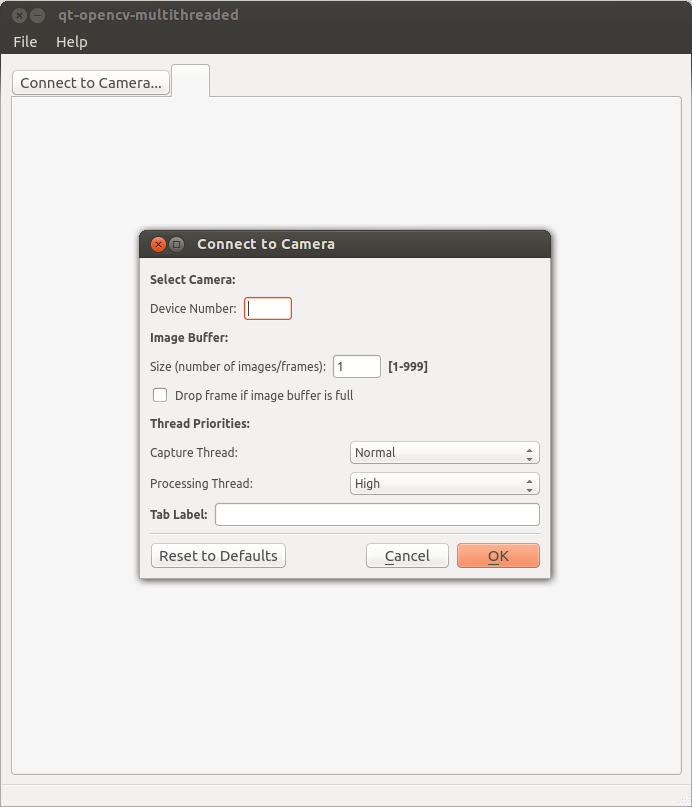 qt-opencv-multithreaded
File Help
Connect to Camera...
Connect to Camera
Select Camera:
Device Number:
Image Buffer:
Size (number of images/frames): 1 [1-999]
Drop frame if image buffer is full
Thread Priorities:
Capture Thread: Normal
Processing Thread: High
Tab Label:
Reset to Defaults Cancel OK